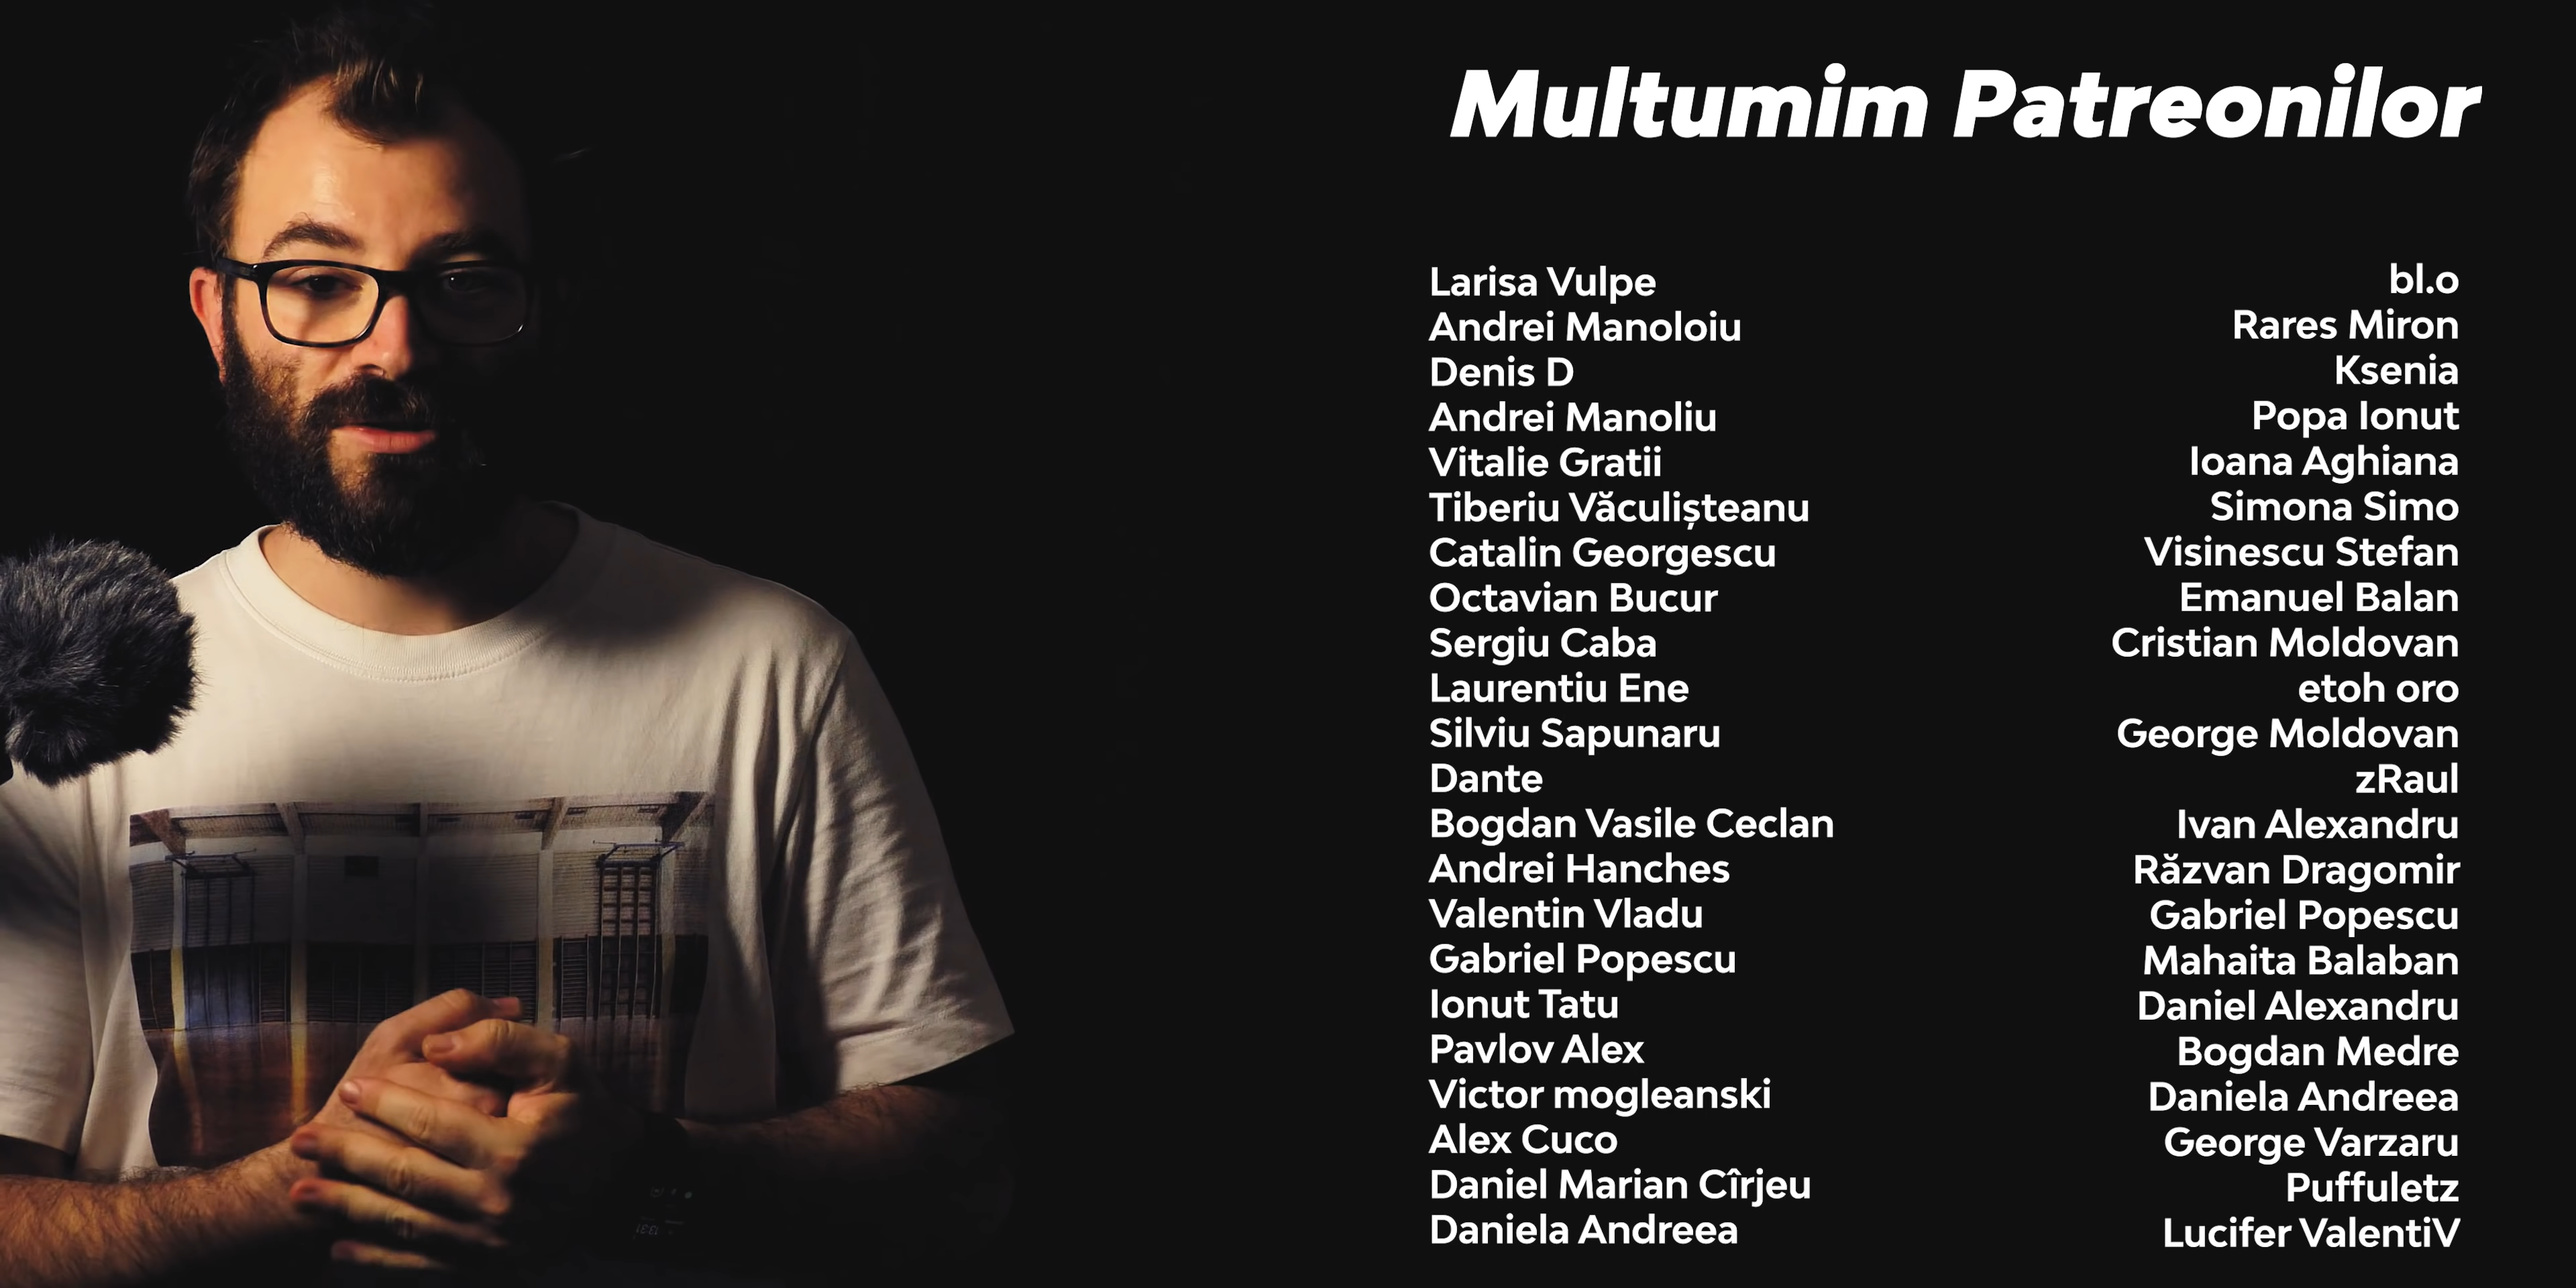 Multumim Patreonilor
Larisa Vulpe
Andrei Manoloiu
Denis D
Andrei Manoliu
Vitalie Gratii
Tiberiu Văculișteanu
Catalin Georgescu
Octavian Bucur
Sergiu Caba
Laurentiu Ene
Silviu Sapunaru
Dante
Bogdan Vasile Ceclan
Andrei Hanches
Valentin Vladu
Gabriel Popescu
Ionut Tatu
Pavlov Alex
Victor mogleanski
Alex Cuco
Daniel Marian Cîrjeu
Daniela Andreea
bl.o
Rares Miron
Ksenia
Popa Ionut
Ioana Aghiana
Simona Simo
Visinescu Stefan
Emanuel Balan
Cristian Moldovan
etoh oro
George Moldovan
zRaul
Ivan Alexandru
Răzvan Dragomir
Gabriel Popescu
Mahaita Balaban
Daniel Alexandru
Bogdan Medre
Daniela Andreea
George Varzaru
Puffuletz
Lucifer ValentiV